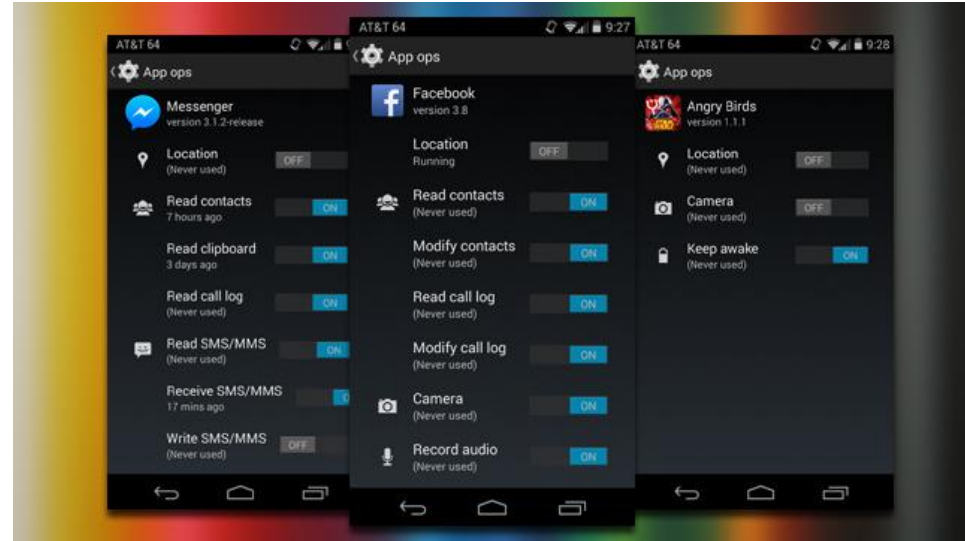 AT&T 64
App ops
Messenger
version 3.1.2-release
Location
(Never used)
OFF
Read contacts
7 hours ago
ON
Read clipboard
3 days ago
ON
Read call log
(Never used)
ON
Read SMS/MMS
(Never used)
ON
Receive SMS/MMS
17 mins ago
Write SMS/MMS
(Never used)
OFF
AT&T 64 9:27
App ops
Facebook
version 3.8
Location
Running
OFF
Read contacts
(Never used)
ON
Modify contacts
(Never used)
ON
Read call log
(Never used)
ON
Modify call log
(Never used)
ON
Camera
(Never used)
ON
Record audio
(Never used)
ON
AT&T 64 9:28
App ops
Angry Birds
version 1.1.1
Location
(Never used)
OFF
Camera
(Never used)
OFF
Keep awake
(Never used)
ON